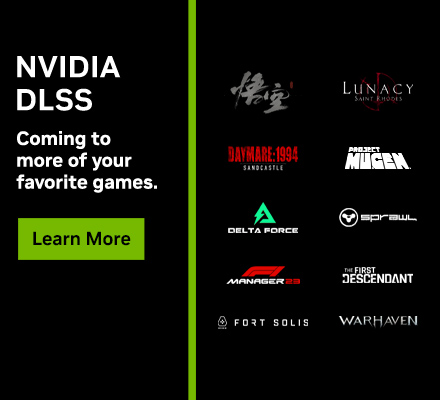 NVIDIA
DLSS
Coming to
more of your
favorite games.
Learn More
悟空
LUNACY
SAINT RHODES
DAYMARE:1994
SANDCASTLE
PROJECT
MUGEN
DELTA FORCE
SPRAWL
F1
MANAGER 23
THE FIRST
DESCENDANT
FORT SOLIS
WARHAVEN